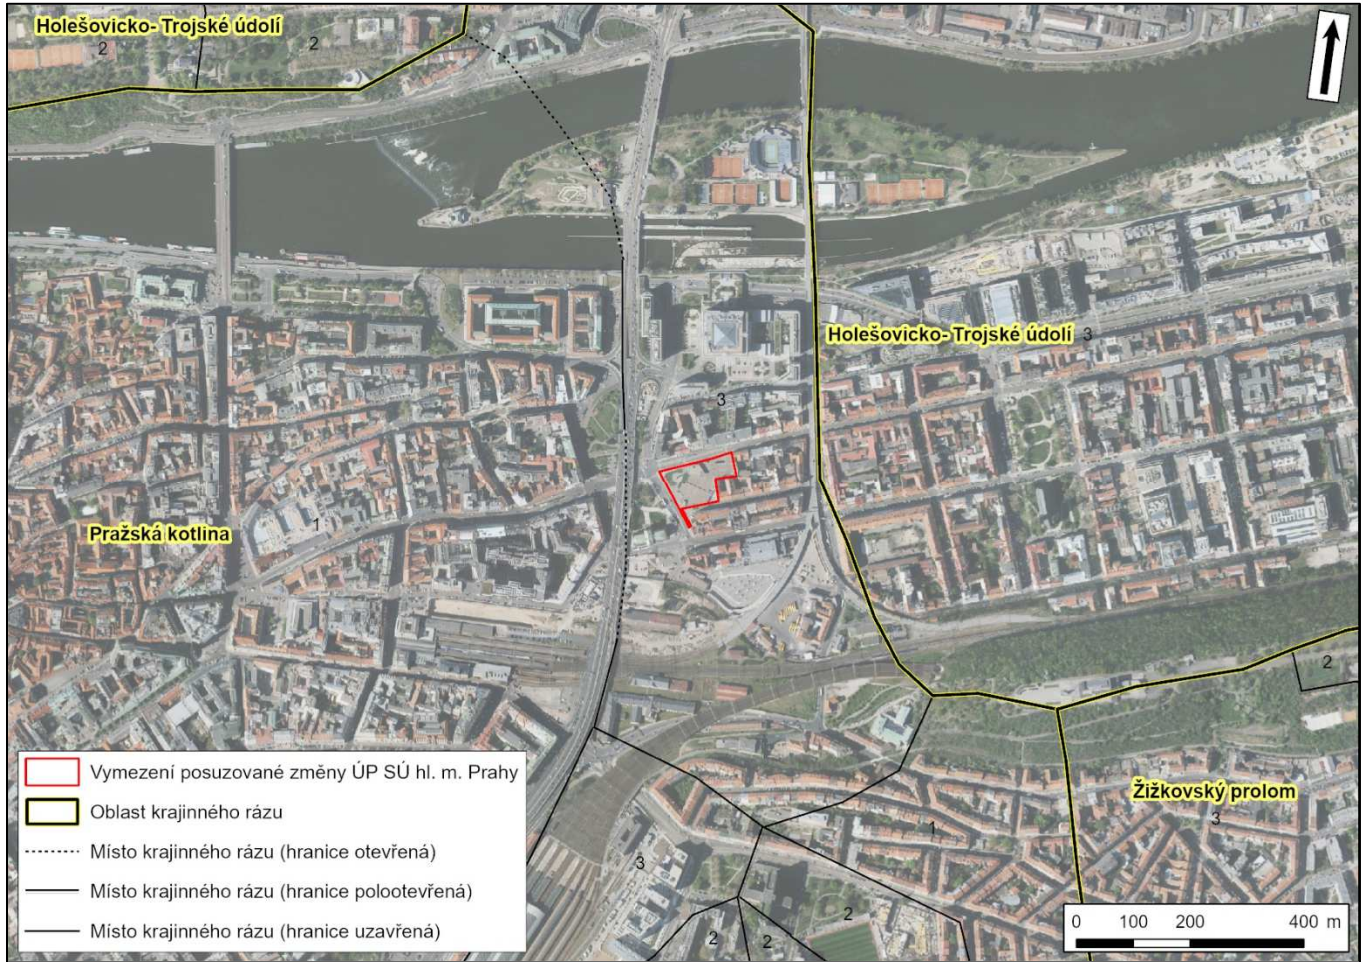 Holešovicko- Trojské údolí
2
2
Holešovicko- Trojské údolí 3
3
Pražská kotlina
1
2
Žižkovský prolom
3
1
3
2
2
2
Vymezení posuzované změny ÚP SÚ hl. m. Prahy
Oblast krajinného rázu
Místo krajinného rázu (hranice otevřená)
Místo krajinného rázu (hranice polootevřená)
Místo krajinného rázu (hranice uzavřená)
0 100 200 400 m